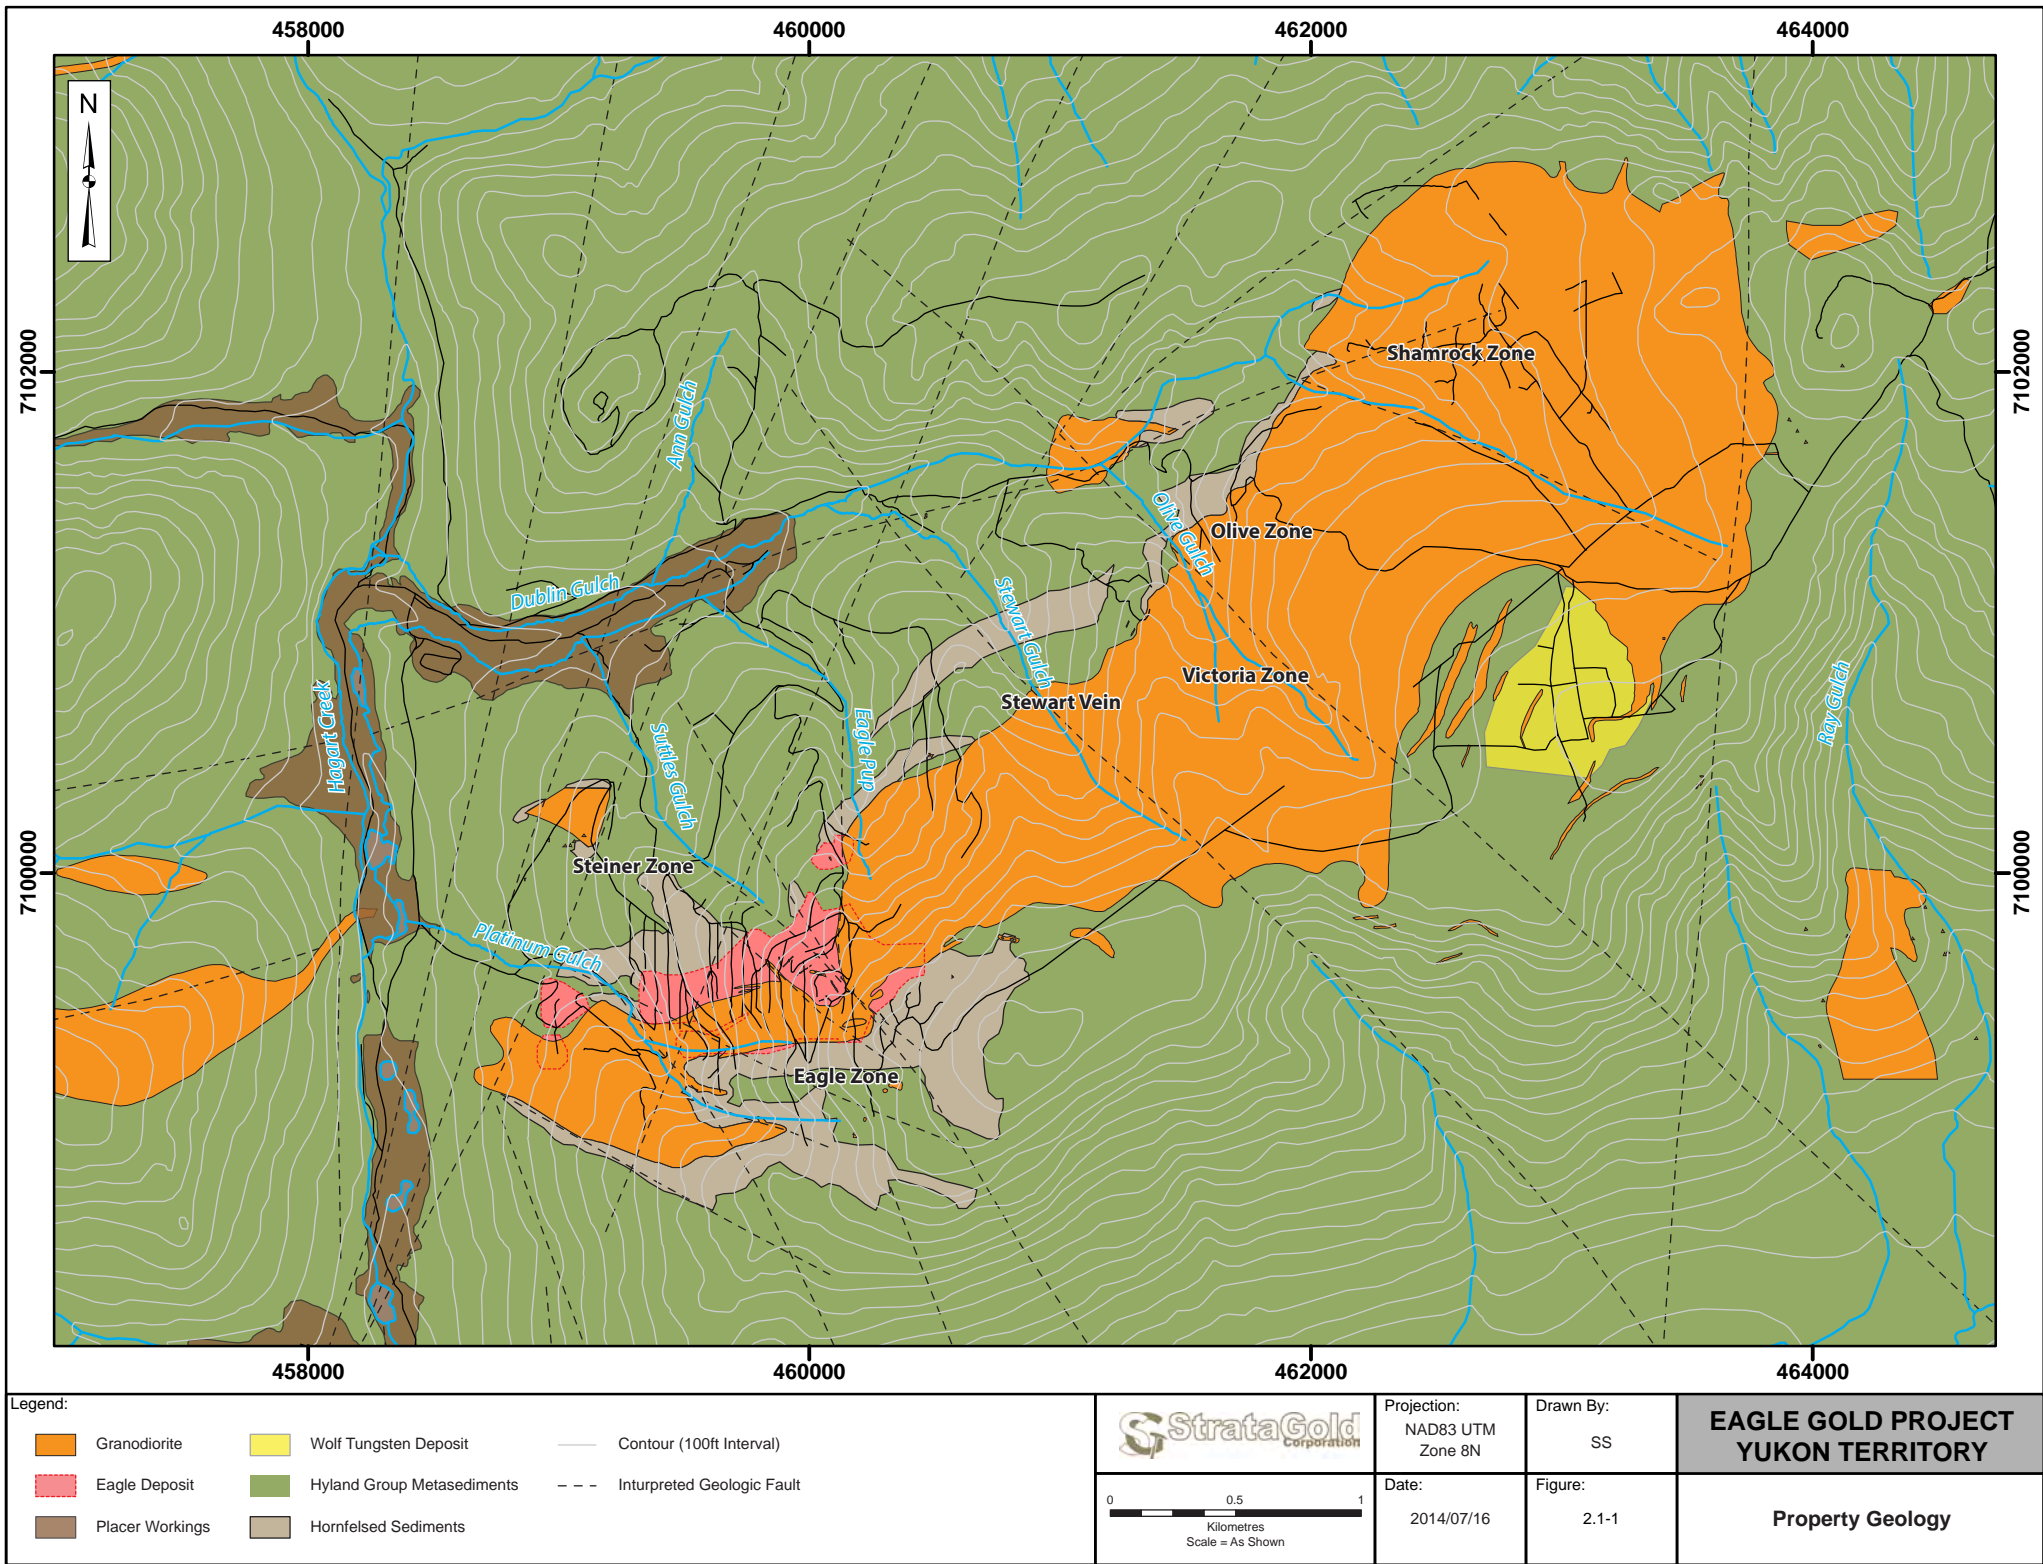 458000
460000
462000
464000
N
7102000
7102000
Shamrock Zone
Ann Gulch
Olive Gulch
Olive Zone
Dublin Gulch
Stewart Gulch
Haggart Creek
Victoria Zone
Stewart Vein
Suttles Gulch
Eagle Pup
Ray Gulch
7100000
7100000
Steiner Zone
Platinum Gulch
Eagle Zone
458000
460000
462000
464000
Legend:
Granodiorite
Eagle Deposit
Placer Workings
Wolf Tungsten Deposit
Hyland Group Metasediments
Hornfelsed Sediments
Contour (100ft Interval)
Inturpreted Geologic Fault
SG StrataGold
Corporation
0 0.5 1
Kilometres
Scale = As Shown
Projection:
NAD83 UTM
Zone 8N
Drawn By:
SS
Date:
2014/07/16
Figure:
2.1-1
EAGLE GOLD PROJECT
YUKON TERRITORY
Property Geology